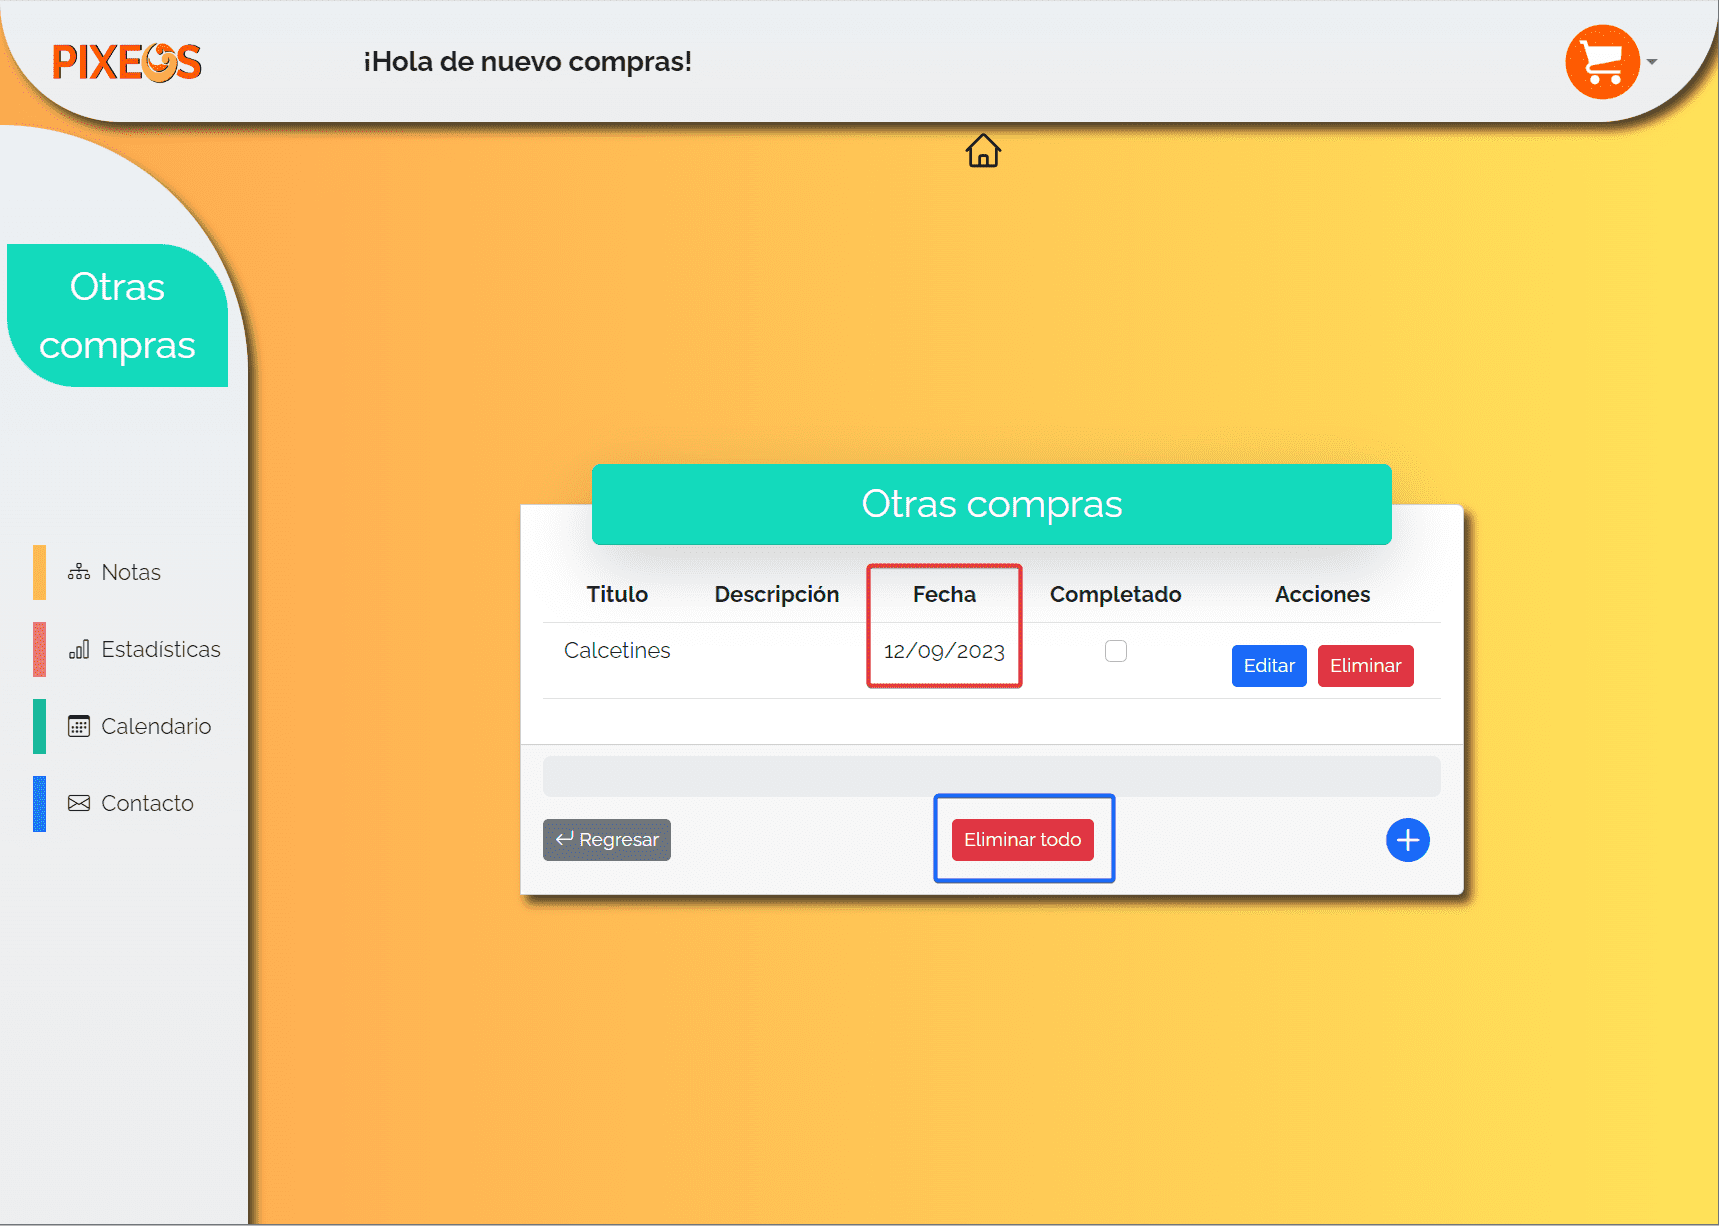 PIXEOS
¡Hola de nuevo compras!
Otras
compras
Notas
Estadísticas
Calendario
Contacto
Otras compras
Titulo Descripción Fecha Completado Acciones
Calcetines 12/09/2023 Editar Eliminar
Regresar Eliminar todo